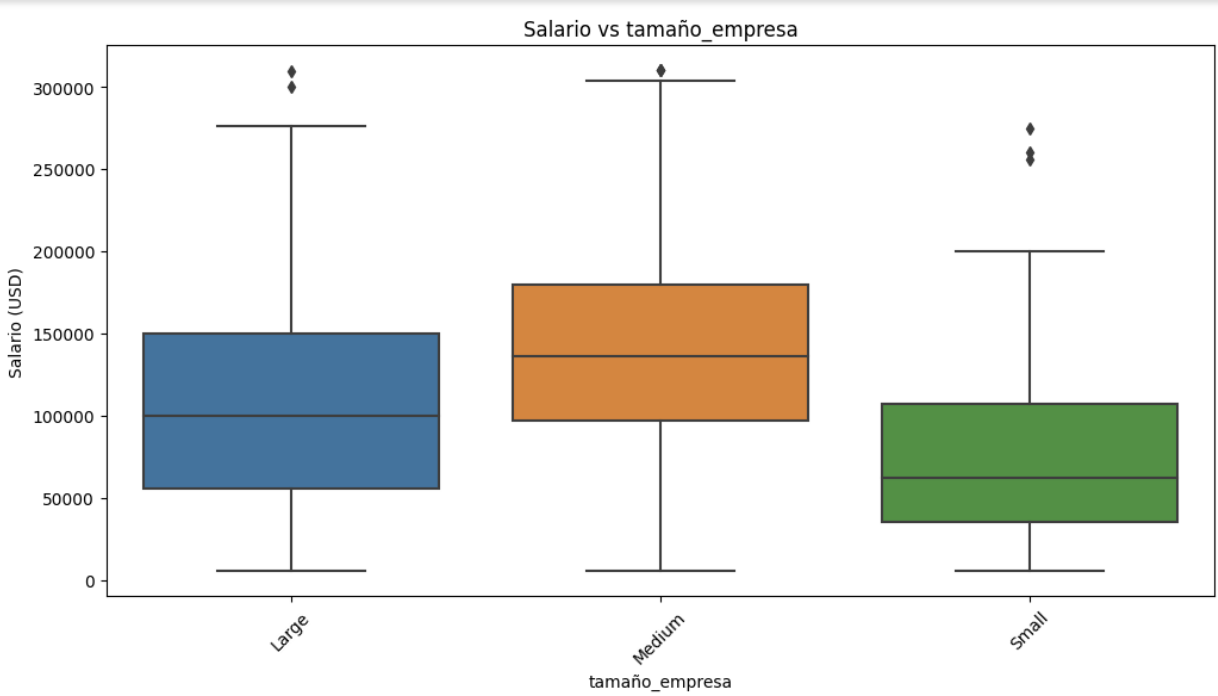 Salario vs tamaño_empresa
Salario (USD)
300000
250000
200000
150000
100000
50000
0
Large
Medium
Small
tamaño_empresa